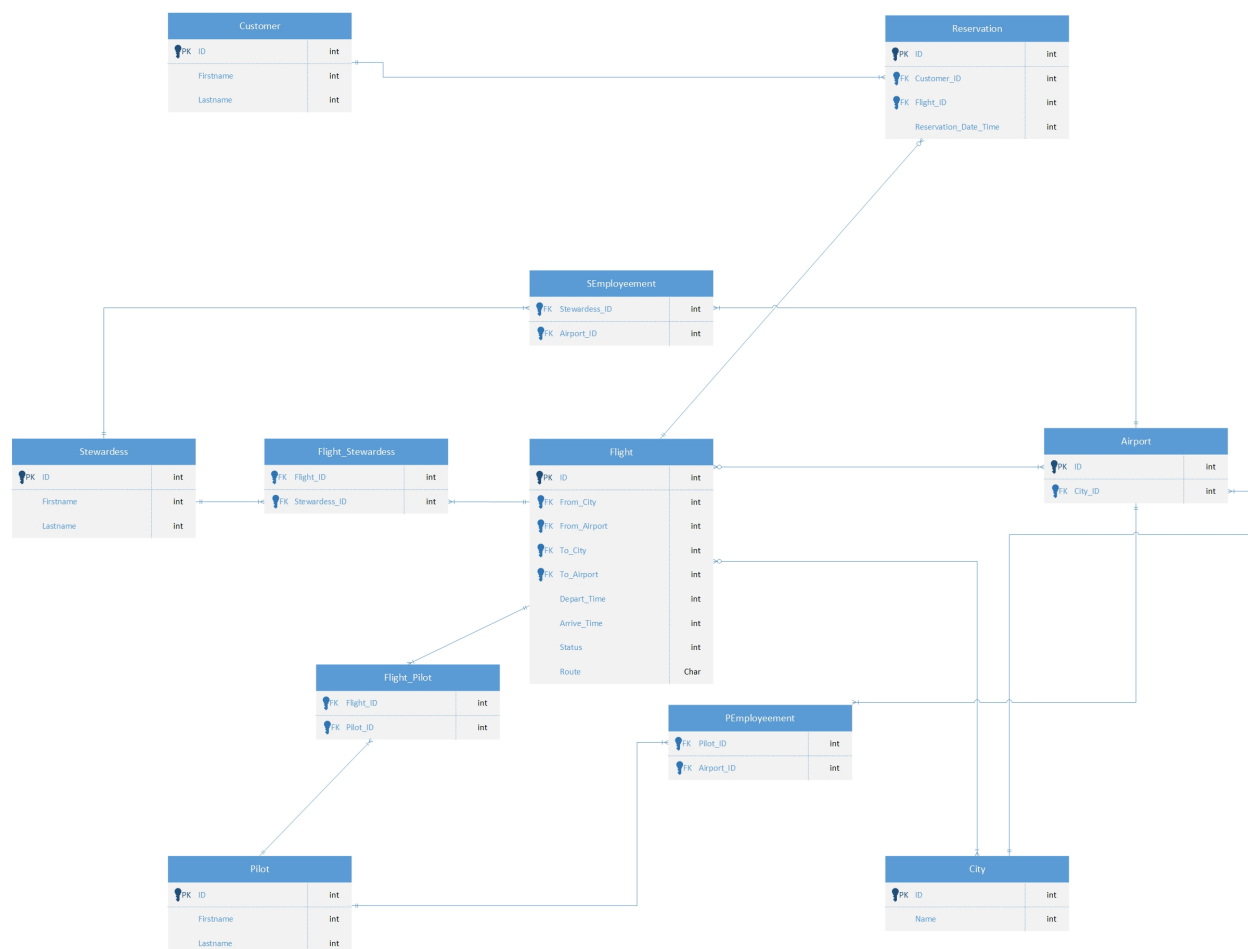 Customer
PK ID int
Firstname int
Lastname int
Reservation
PK ID int
FK Customer_ID int
FK Flight_ID int
Reservation_Date_Time int
SEmployeement
FK Stewardess_ID int
FK Airport_ID int
Stewardess
PK ID int
Firstname int
Lastname int
Flight_Stewardess
FK Flight_ID int
FK Stewardess_ID int
Flight
PK ID int
FK From_City int
FK From_Airport int
FK To_City int
FK To_Airport int
Depart_Time int
Arrive_Time int
Status int
Route Char
Airport
PK ID int
FK City_ID int
Flight_Pilot
FK Flight_ID int
FK Pilot_ID int
PEmployeement
FK Pilot_ID int
FK Airport_ID int
Pilot
PK ID int
Firstname int
Lastname int
City
PK ID int
Name int